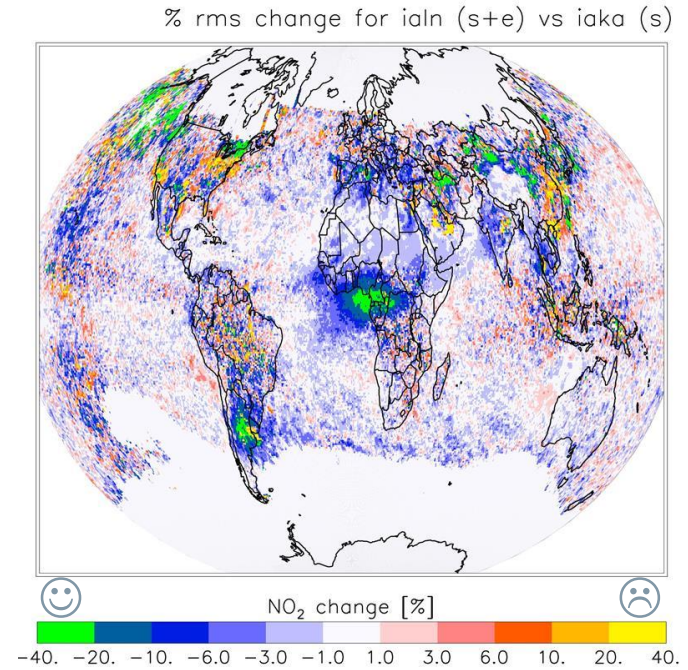 % rms change for ialn (s+e) vs iaka (s)
NO₂ change [%]
−40. −20. −10. −6.0 −3.0 −1.0 1.0 3.0 6.0 10. 20. 40.